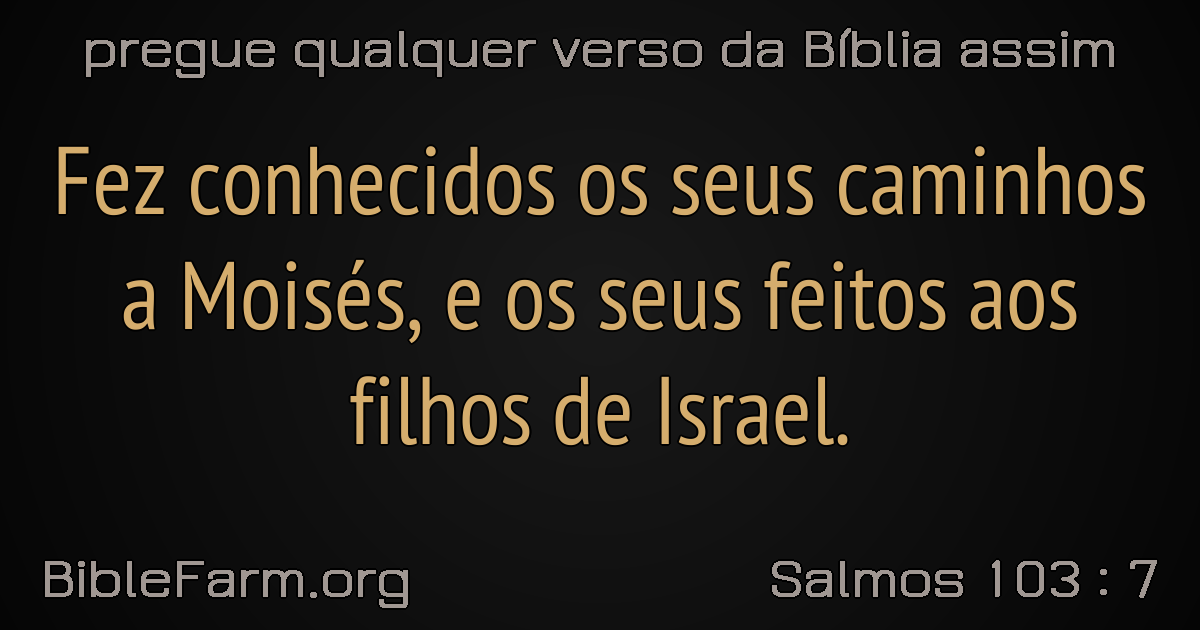 pregue qualquer verso da Bíblia assim
Fez conhecidos os seus caminhos
a Moisés, e os seus feitos aos
filhos de Israel.
BibleFarm.org
Salmos 103 : 7